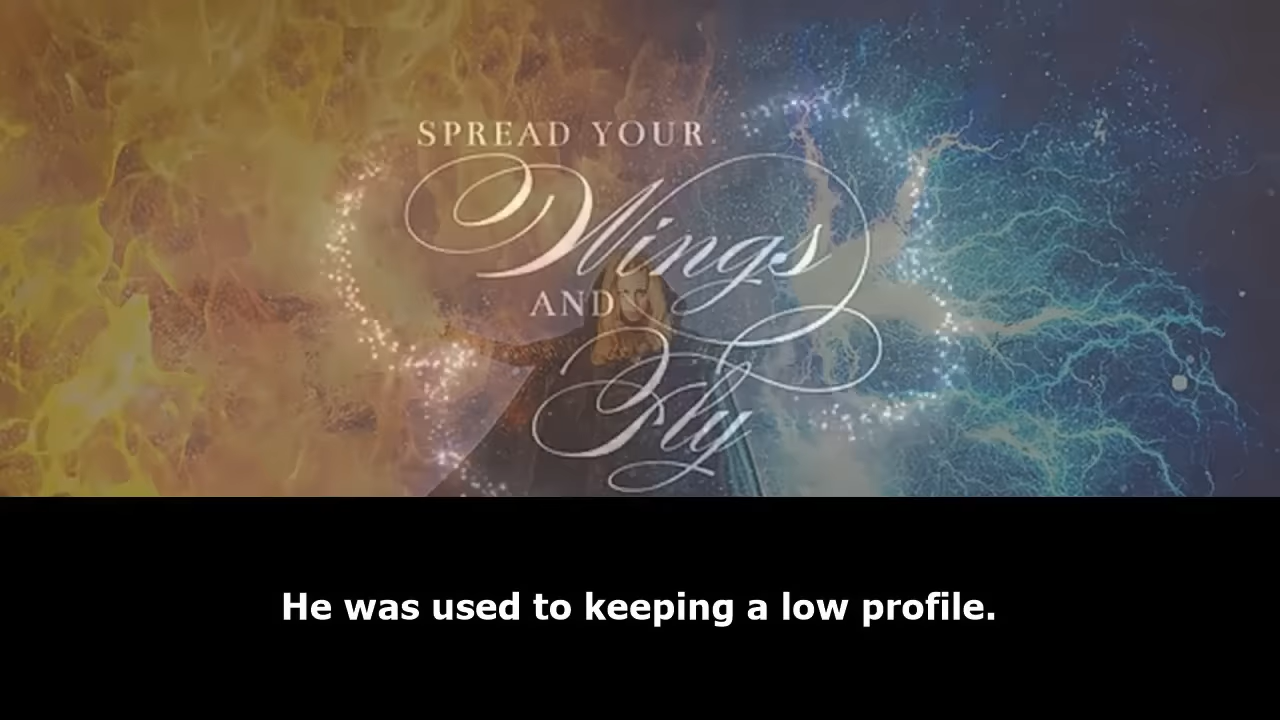 SPREAD YOUR
Wings
AND
Fly
He was used to keeping a low profile.